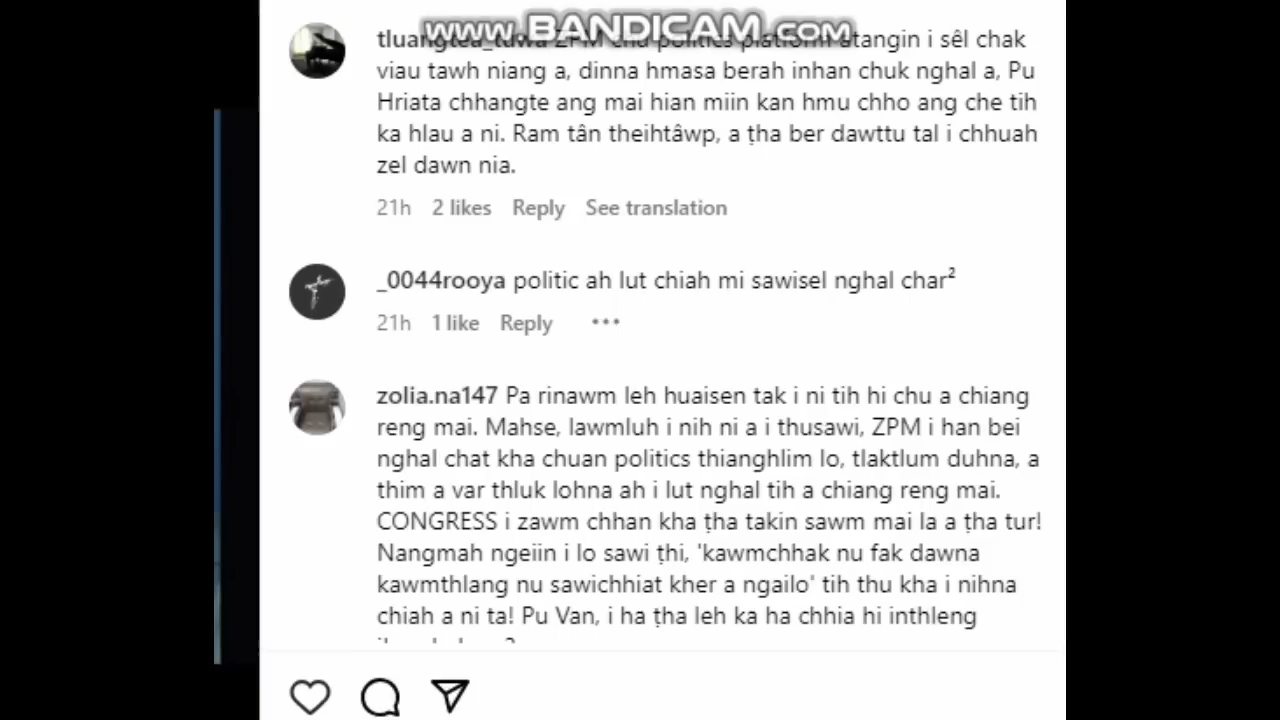 www.BANDICAM.com
tluangtea_tuwa ZPM chu politics platform atangin i sêl chak
viau tawh niang a, dinna hmasa berah inhan chuk nghal a, Pu
Hriata chhangte ang mai hian miin kan hmu chho ang che tih
ka hlau a ni. Ram tân theihtâwp, a ṭha ber dawttu tal i chhuah
zel dawn nia.
21h 2 likes Reply See translation
_0044rooya politic ah lut chiah mi sawisel nghal char²
21h 1 like Reply ...
zolia.na147 Pa rinawm leh huaisen tak i ni tih hi chu a chiang
reng mai. Mahse, lawmluh i nih ni a i thusawi, ZPM i han bei
nghal chat kha chuan politics thianghlim lo, tlaktlum duhna, a
thim a var thluk lohna ah i lut nghal tih a chiang reng mai.
CONGRESS i zawm chhan kha ṭha takin sawm mai la a ṭha tur!
Nangmah ngeiin i lo sawi ṭhi, 'kawmchhak nu fak dawna
kawmthlang nu sawichhiat kher a ngailo' tih thu kha i nihna
chiah a ni ta! Pu Van, i ha ṭha leh ka ha chhia hi inthleng